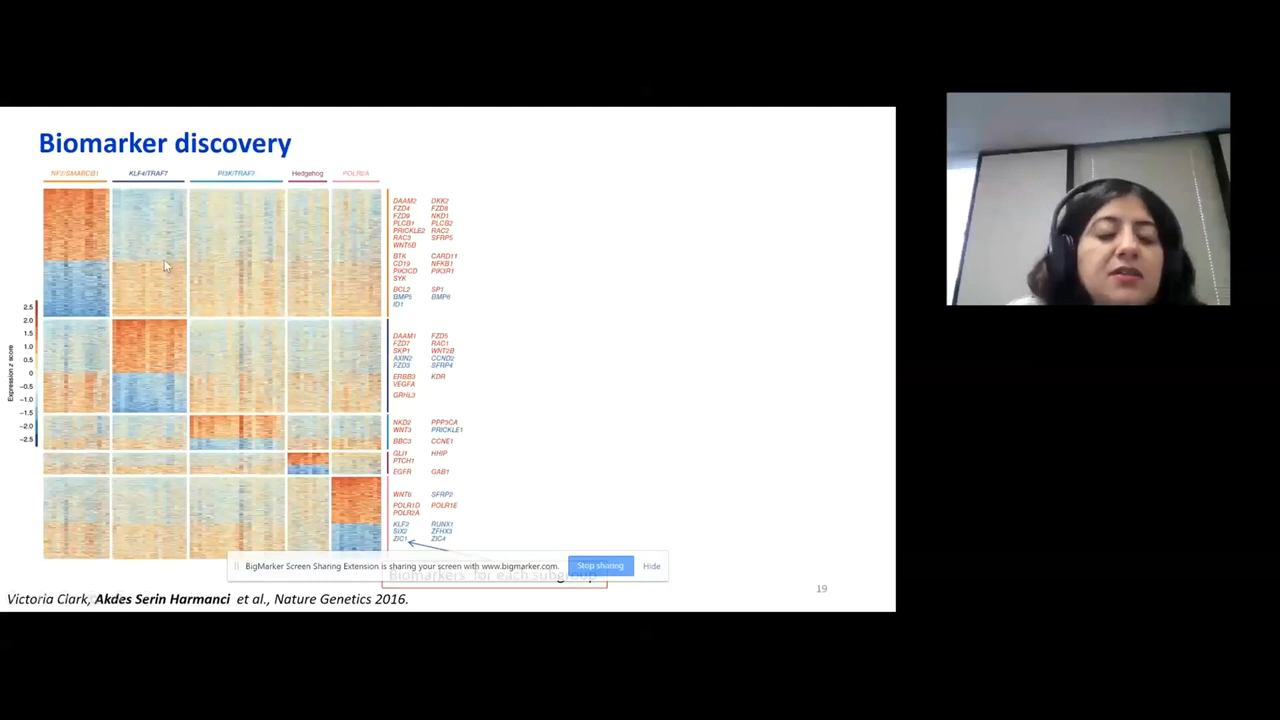 Biomarker discovery
NF2/SMARCB1 KLF4/TRAF7 PI3K/TRAF7 Hedgehog POLR2A
DAAM2 DKK2
FZD4 FZD8
FZD9 NKD1
PLCB1 PLCB2
PRICKLE2 RAC2
RAC3 SFRP5
WNT5B
BTK CARD11
CD19 NFKB1
PIK3CD PIK3R1
SYK
BCL2 SP1
BMP5 BMP6
ID1
2.5
2.0
1.5
1.0
0.5
0
−0.5
−1.0
−1.5
−2.0
−2.5
Expression z score
DAAM1 FZD5
FZD7 RAC1
SKP1 WNT2B
AXIN2 CCND2
FZD3 SFRP4
ERBB3 KDR
VEGFA
GRHL3
NKD2 PPP3CA
WNT3 PRICKLE1
BBC3 CCNE1
GLI1 HHIP
PTCH1
EGFR GAB1
WNT6 SFRP2
POLR1D POLR1E
POLR2A
KLF2 RUNX1
SIX2 ZFHX3
ZIC1 ZIC4
BigMarker Screen Sharing Extension is sharing your screen with www.bigmarker.com. Stop sharing Hide
Biomarkers for each subgroup
Victoria Clark, Akdes Serin Harmanci et al., Nature Genetics 2016.
19